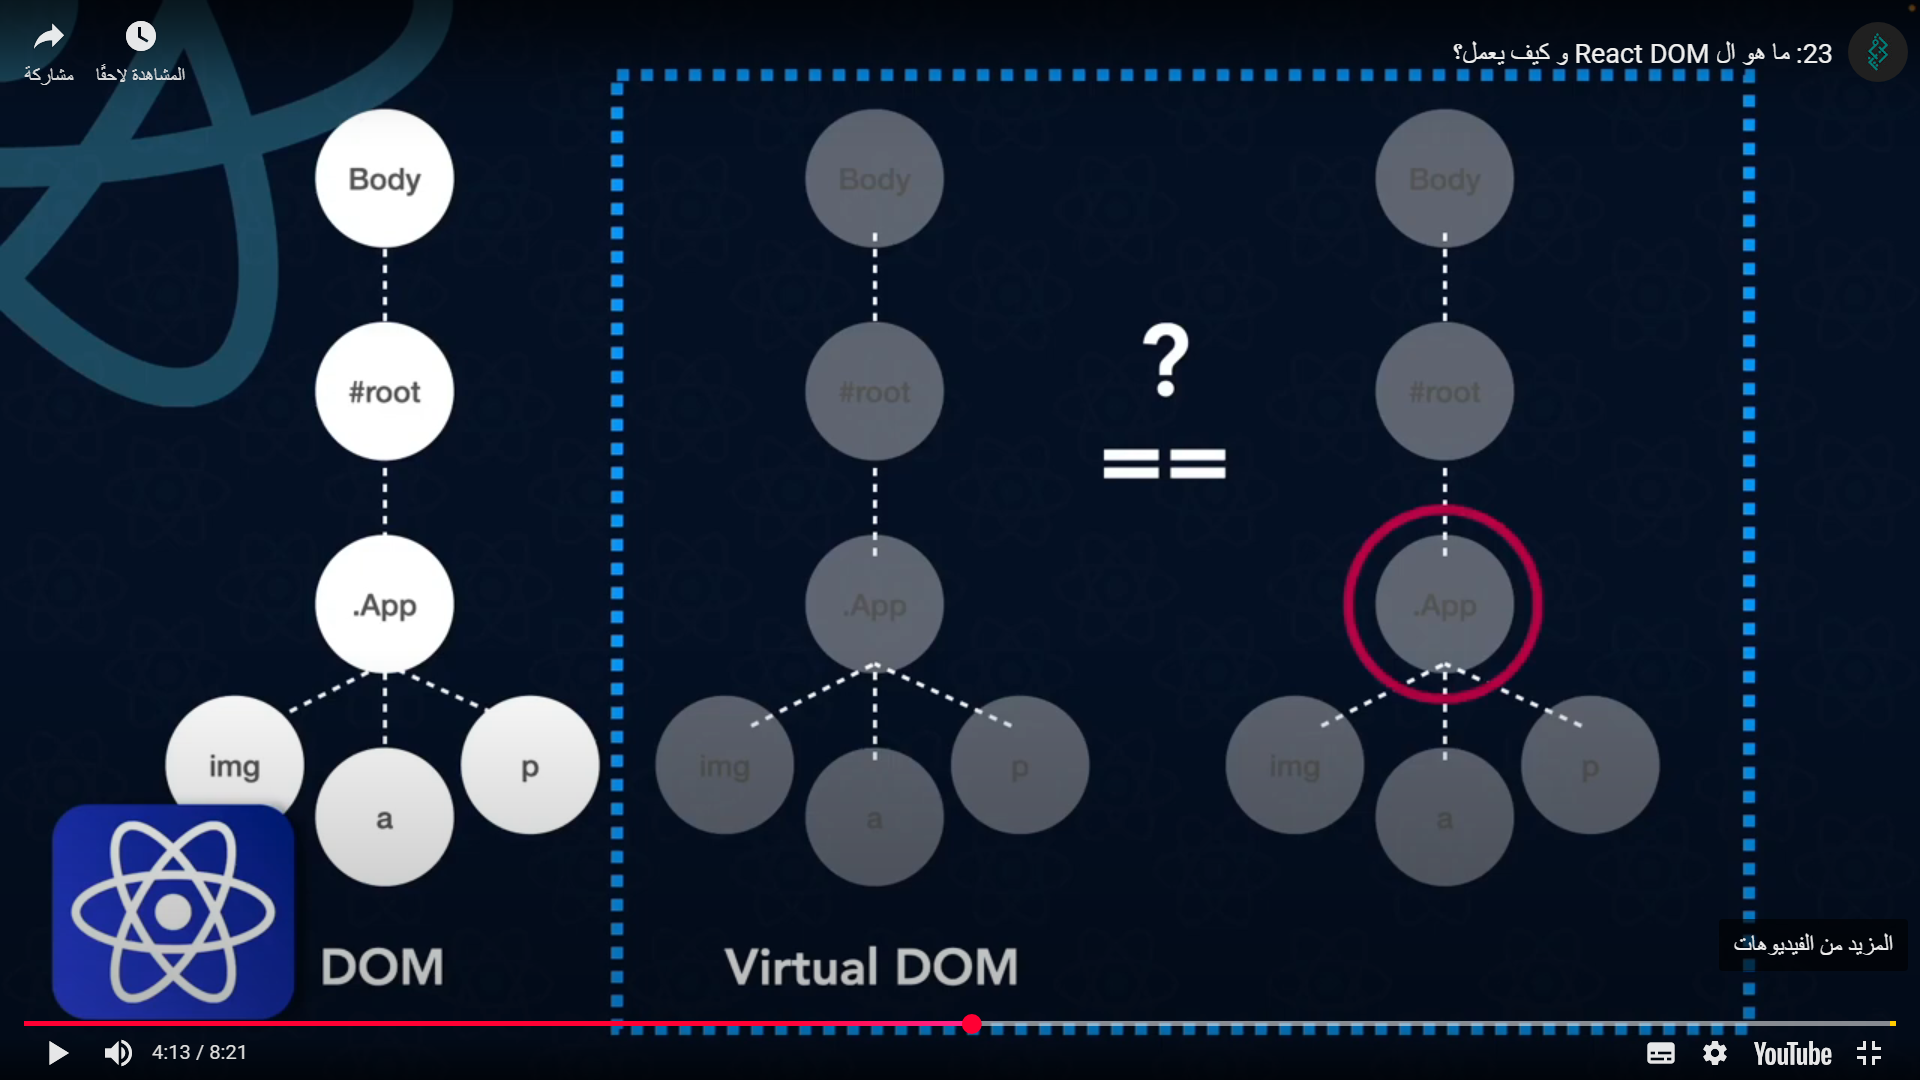 23: ما هو ال React DOM و كيف يعمل؟
المشاهدة لاحقًا
مشاركة
Body
Body
Body
#root
#root
#root
?
==
.App
.App
.App
img
a
p
img
a
p
img
a
p
DOM
Virtual DOM
المزيد من الفيديوهات
4:13 / 8:21
YouTube